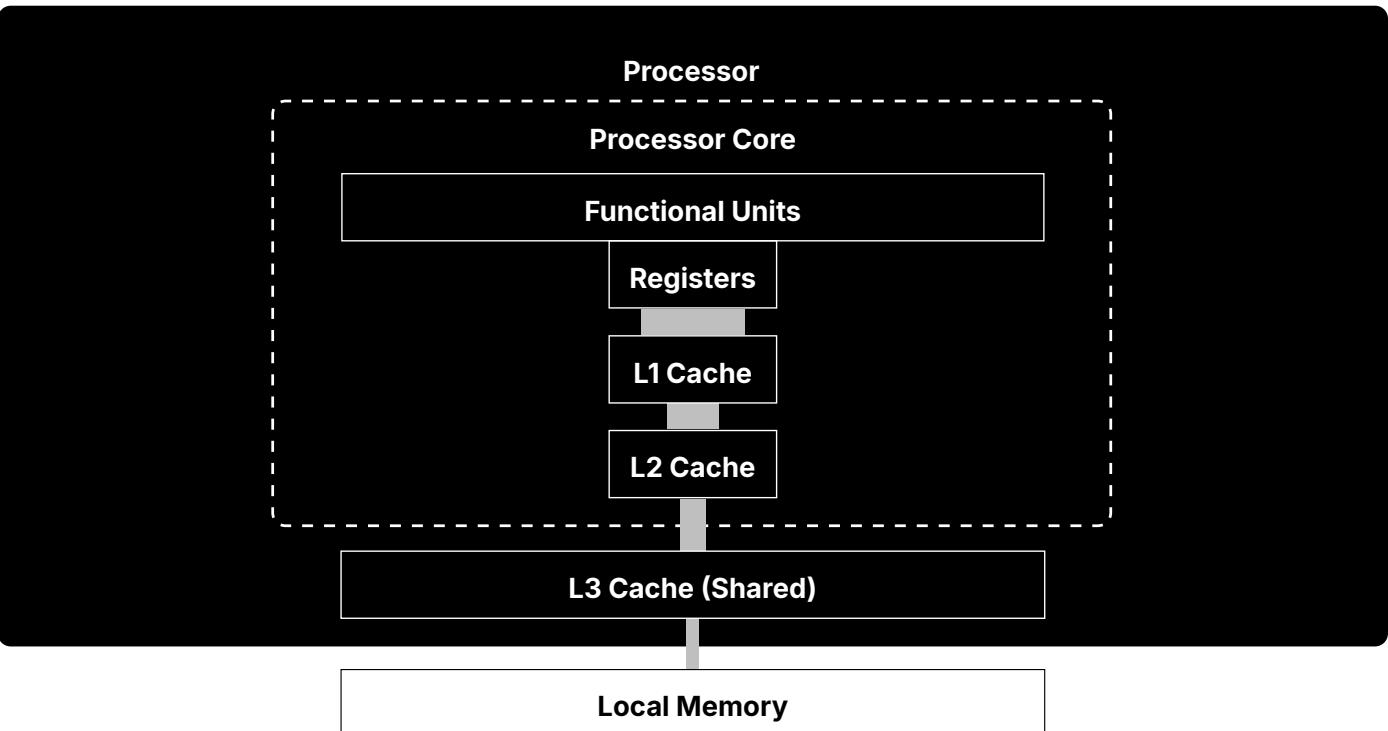 Processor
Processor Core
Functional Units
Registers
L1 Cache
L2 Cache
L3 Cache (Shared)
Local Memory